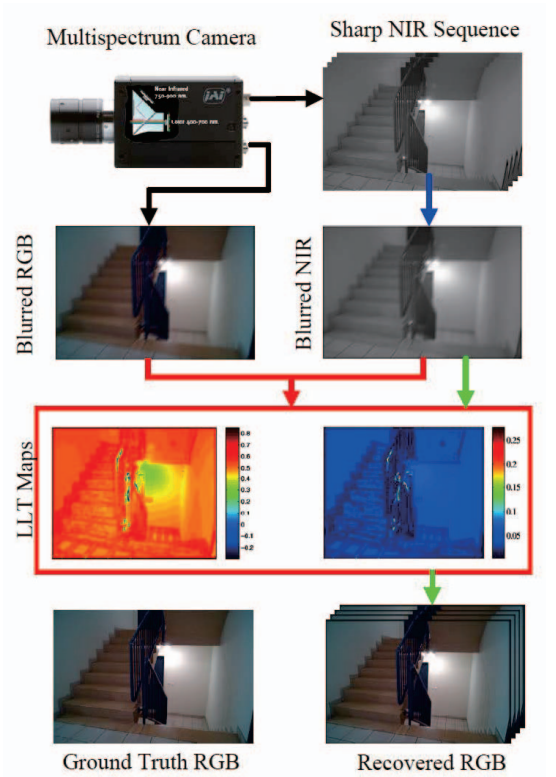 Multispectrum Camera
Sharp NIR Sequence
Near Infrared
750-900 nm.
Light 400-700 nm.
JAI
Blurred RGB
Blurred NIR
LLT Maps
0.8
0.7
0.6
0.5
0.4
0.3
0.2
0.1
0
-0.1
-0.2
0.25
0.2
0.15
0.1
0.05
Ground Truth RGB
Recovered RGB